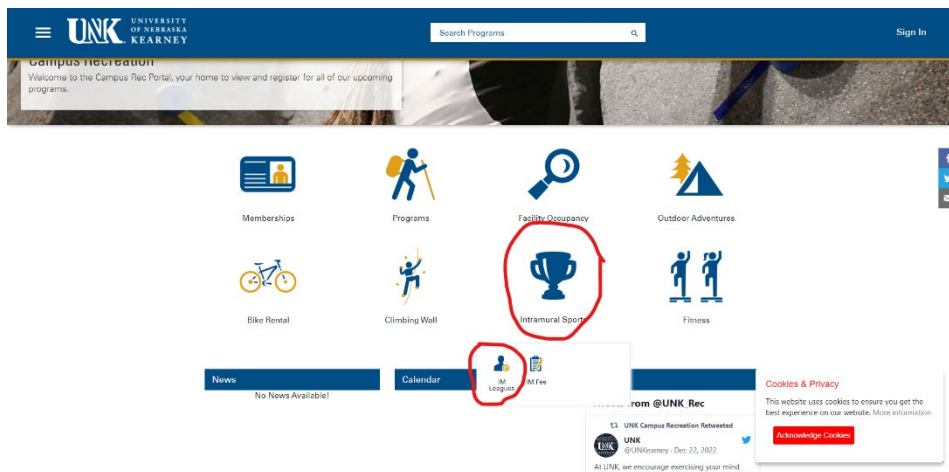 UNK
UNIVERSITY
OF NEBRASKA
KEARNEY
Search Programs
Sign In
Campus Recreation
Welcome to the Campus Rec Portal, your home to view and register for all of our upcoming
programs.
Memberships
Programs
Facility Occupancy
Outdoor Adventures
Bike Rental
Climbing Wall
Intramural Sports
Fitness
IM
Leagues
IM Fee
News
Calendar
No News Available!
from @UNK_Rec
UNK Campus Recreation Retweeted
UNK
@UNKearney · Dec 22, 2022
At UNK, we encourage exercising your mind
Cookies & Privacy
This website uses cookies to ensure you get the
best experience on our website. More information
Acknowledge Cookies